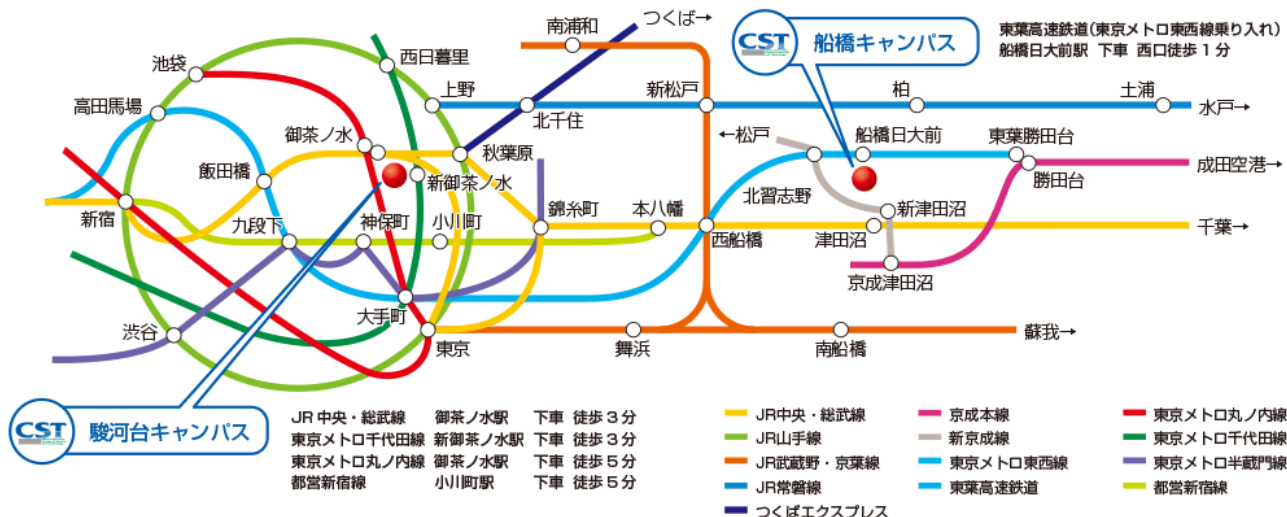 つくば→
南浦和
CST 船橋キャンパス
東葉高速鉄道(東京メトロ東西線乗り入れ)
船橋日大前駅 下車 西口徒歩1分
西日暮里
池袋
上野
北千住
新松戸
柏
土浦
水戸→
高田馬場
御茶ノ水
秋葉原
←松戸
船橋日大前
東葉勝田台
成田空港→
飯田橋
新御茶ノ水
北習志野
勝田台
新宿
九段下
神保町
小川町
錦糸町
本八幡
西船橋
新津田沼
津田沼
千葉→
京成津田沼
大手町
渋谷
東京
舞浜
南船橋
蘇我→
CST 駿河台キャンパス
JR中央・総武線 御茶ノ水駅 下車 徒歩3分
東京メトロ千代田線 新御茶ノ水駅 下車 徒歩3分
東京メトロ丸ノ内線 御茶ノ水駅 下車 徒歩5分
都営新宿線 小川町駅 下車 徒歩5分
JR中央・総武線
JR山手線
JR武蔵野・京葉線
JR常磐線
つくばエクスプレス
京成本線
新京成線
東京メトロ東西線
東葉高速鉄道
東京メトロ丸ノ内線
東京メトロ千代田線
東京メトロ半蔵門線
都営新宿線